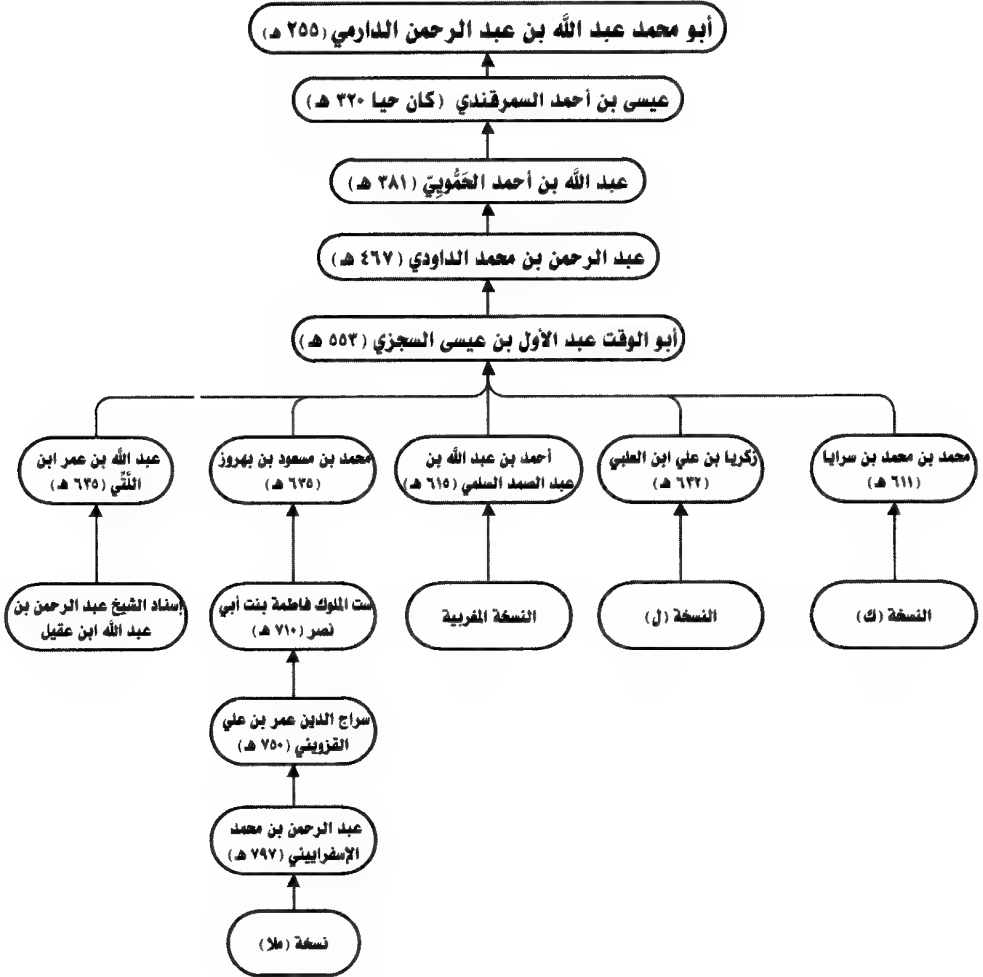 أبو محمد عبد الله بن عبد الرحمن الدارمي (٢٥٥ هـ)
عيسى بن أحمد السمرقندي (كان حيا ٣٢٠ هـ)
عبد الله بن أحمد الحَمُّوبِيّ (٣٨١ هـ)
عبد الرحمن بن محمد الداودي (٤٦٧ هـ)
أبو الوقت عبد الأول بن عيسى السجزي (٥٥٣ هـ)
محمد بن محمد بن سرايا
(٦١١ هـ)
زكريا بن علي ابن العلبي
(٦٣٢ هـ)
أحمد بن عبد الله بن
عبد الصمد السلمي (٦١٥ هـ)
محمد بن مسعود بن بهروز
(٦٣٥ هـ)
عبد الله بن عمر ابن
اللَّتِّي (٦٣٥ هـ)
النسخة (ك)
النسخة (ل)
النسخة المغربية
ست الملوك فاطمة بنت أبي
نصر (٧١٠ هـ)
إسناد الشيخ عبد الرحمن بن
عبد الله ابن عقيل
سراج الدين عمر بن علي
القزويني (٧٥٠ هـ)
عبد الرحمن بن محمد
الإسفراييني (٧٩٧ هـ)
نسخة (ملا)